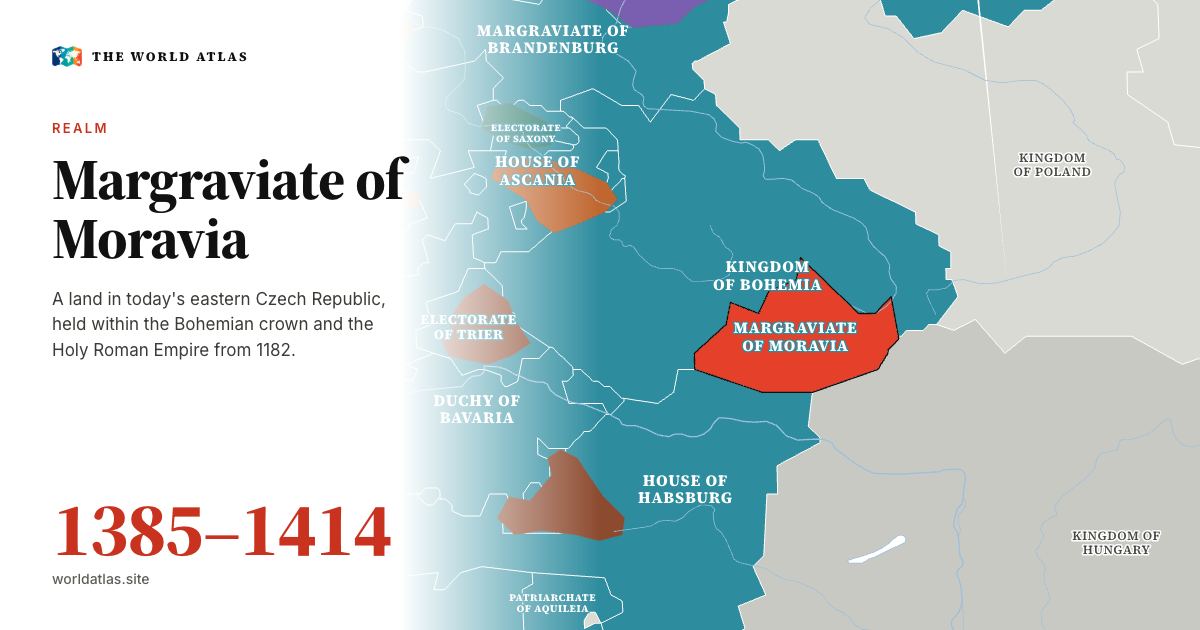 THE WORLD ATLAS
REALM
Margraviate of
Moravia
A land in today's eastern Czech Republic,
held within the Bohemian crown and the
Holy Roman Empire from 1182.
1385–1414
worldatlas.site
MARGRAVIATE OF
BRANDENBURG
ELECTORATE
OF SAXONY
HOUSE OF
ASCANIA
KINGDOM
OF POLAND
KINGDOM
OF BOHEMIA
MARGRAVIATE
OF MORAVIA
ELECTORATE
OF TRIER
DUCHY OF
BAVARIA
HOUSE OF
HABSBURG
KINGDOM OF
HUNGARY
PATRIARCHATE
OF AQUILEIA